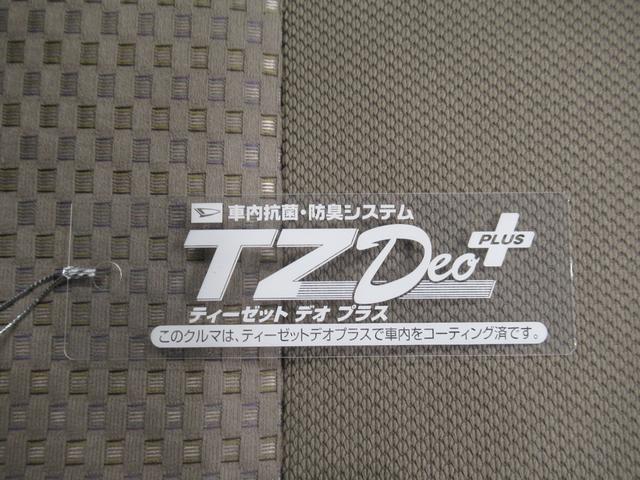 車内抗菌・防臭システム
TZ Deo PLUS
ティーゼット デオ プラス
このクルマは、ティーゼットデオプラスで車内をコーティング済です。